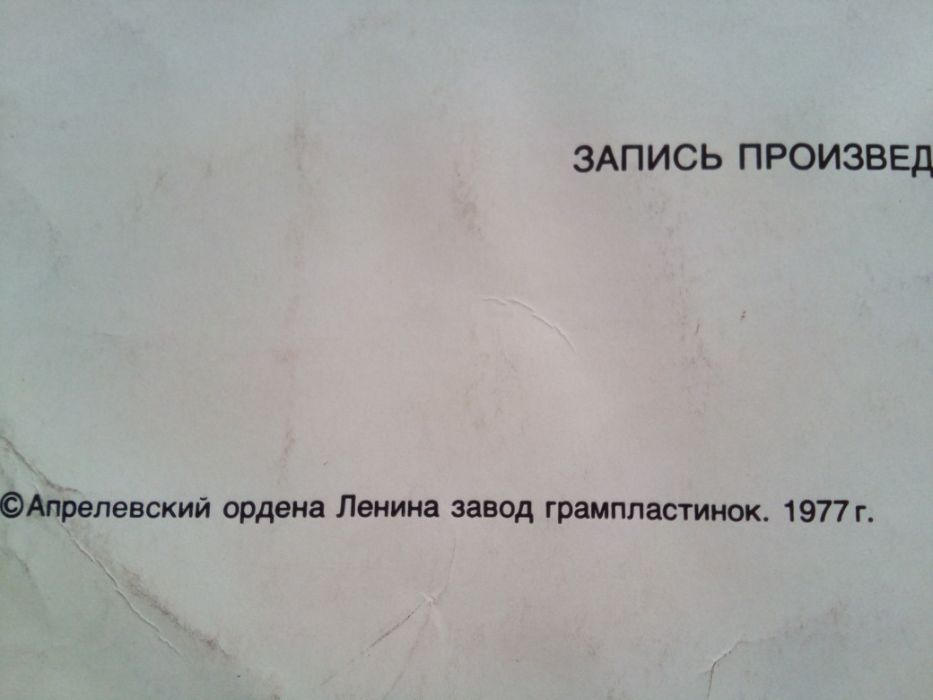 ЗАПИСЬ ПРОИЗВЕД
©Апрелевский ордена Ленина завод грампластинок. 1977 г.